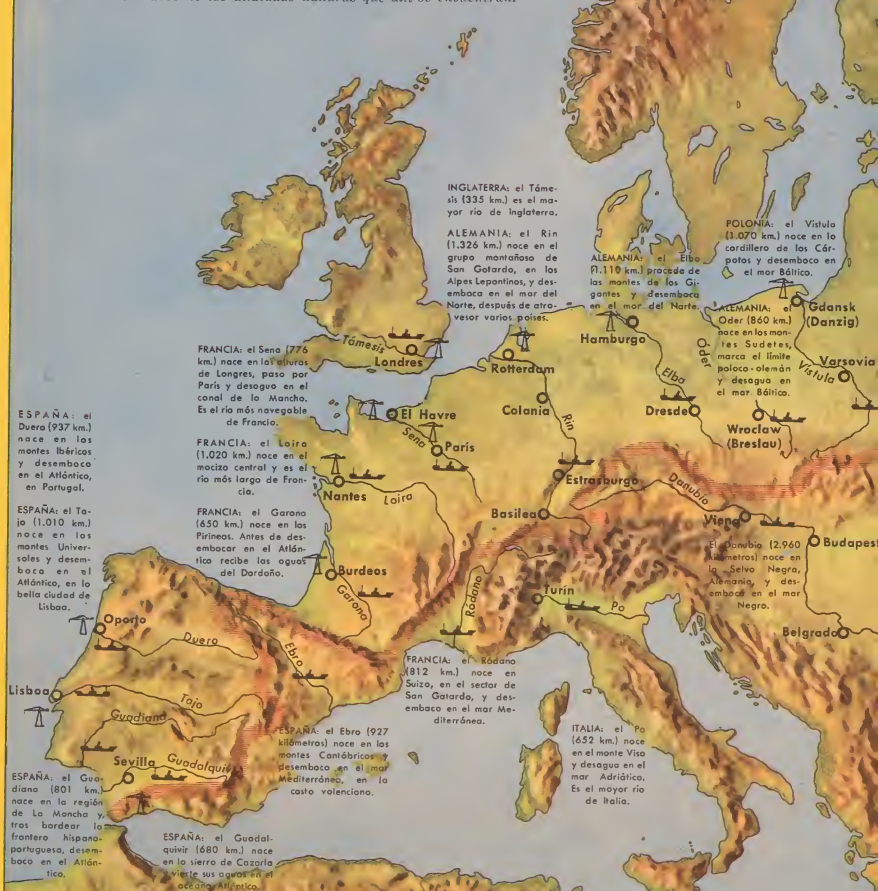 que allí se encuentran.
INGLATERRA: el Táme-
sis (335 km.) es el ma-
yor río de Inglaterra.
ALEMANIA: el Rin
(1.326 km.) nace en el
grupo montañoso de
San Gotardo, en los
Alpes Lepontinos, y des-
emboca en el mar del
Norte, después de atra-
vesar varios países.
ALEMANIA: el Elba
(1.110 km.) procede de
las montes de los Gi-
gantes y desemboca
en el mar del Norte.
POLONIA: el Vístula
(1.070 km.) nace en la
cordillera de los Cár-
patos y desemboca en
el mar Báltico.
ALEMANIA: el
Oder (860 km.)
nace en los mon-
tes Sudetes,
marca el límite
polaco-alemán
y desagua en
el mar Báltico.
Gdansk
(Danzig)
Hamburgo
Oder
Varsovia
Vístula
Támesis
Londres
Rotterdam
Elba
Dresde
Wroclaw
(Breslau)
FRANCIA: el Sena (776
km.) nace en las alturas
de Langres, pasa por
París y desagua en el
canal de la Mancha.
Es el río más navegable
de Francia.
El Havre
Sena
París
Colonia
Rin
Estrasburgo
FRANCIA: el Loira
(1.020 km.) nace en el
macizo central y es el
río más largo de Fran-
cia.
Nantes
Loira
Basilea
Danubio
Viena
Budapest
ESPAÑA: el
Duero (937 km.)
nace en los
montes Ibéricos
y desemboca
en el Atlántico,
en Portugal.
ESPAÑA: el Ta-
jo (1.010 km.)
nace en los
montes Univer-
sales y desem-
boca en el
Atlántico, en la
bella ciudad de
Lisboa.
FRANCIA: el Garona
(650 km.) nace en los
Pirineos. Antes de des-
embocar en el Atlán-
tico recibe las aguas
del Dordoña.
Burdeos
Garona
Ródano
Turín
Po
El Danubio (2.960
kilómetros) nace en
la Selva Negra,
Alemania, y des-
emboca en el mar
Negro.
Belgrado
Oporto
Duero
Ebro
Lisboa
Tajo
Guadiana
Sevilla
Guadalquivir
FRANCIA: el Ródano
(812 km.) nace en
Suiza, en el sector de
San Gotardo, y des-
emboca en el mar Me-
diterráneo.
ESPAÑA: el Ebro (927
kilómetros) nace en los
montes Cantábricos y
desemboca en el mar
Mediterráneo, en la
costa valenciana.
ITALIA: el Po
(652 km.) nace
en el monte Viso
y desagua en el
mar Adriático.
Es el mayor río
de Italia.
ESPAÑA: el Gua-
diana (801 km.)
nace en la región
de La Mancha y,
tras bordear la
frontera hispano-
portuguesa, desem-
boca en el Atlán-
tico.
ESPAÑA: el Guadal-
quivir (680 km.) nace
en la sierra de Cazorla
y vierte sus aguas en el
océano Atlántico.